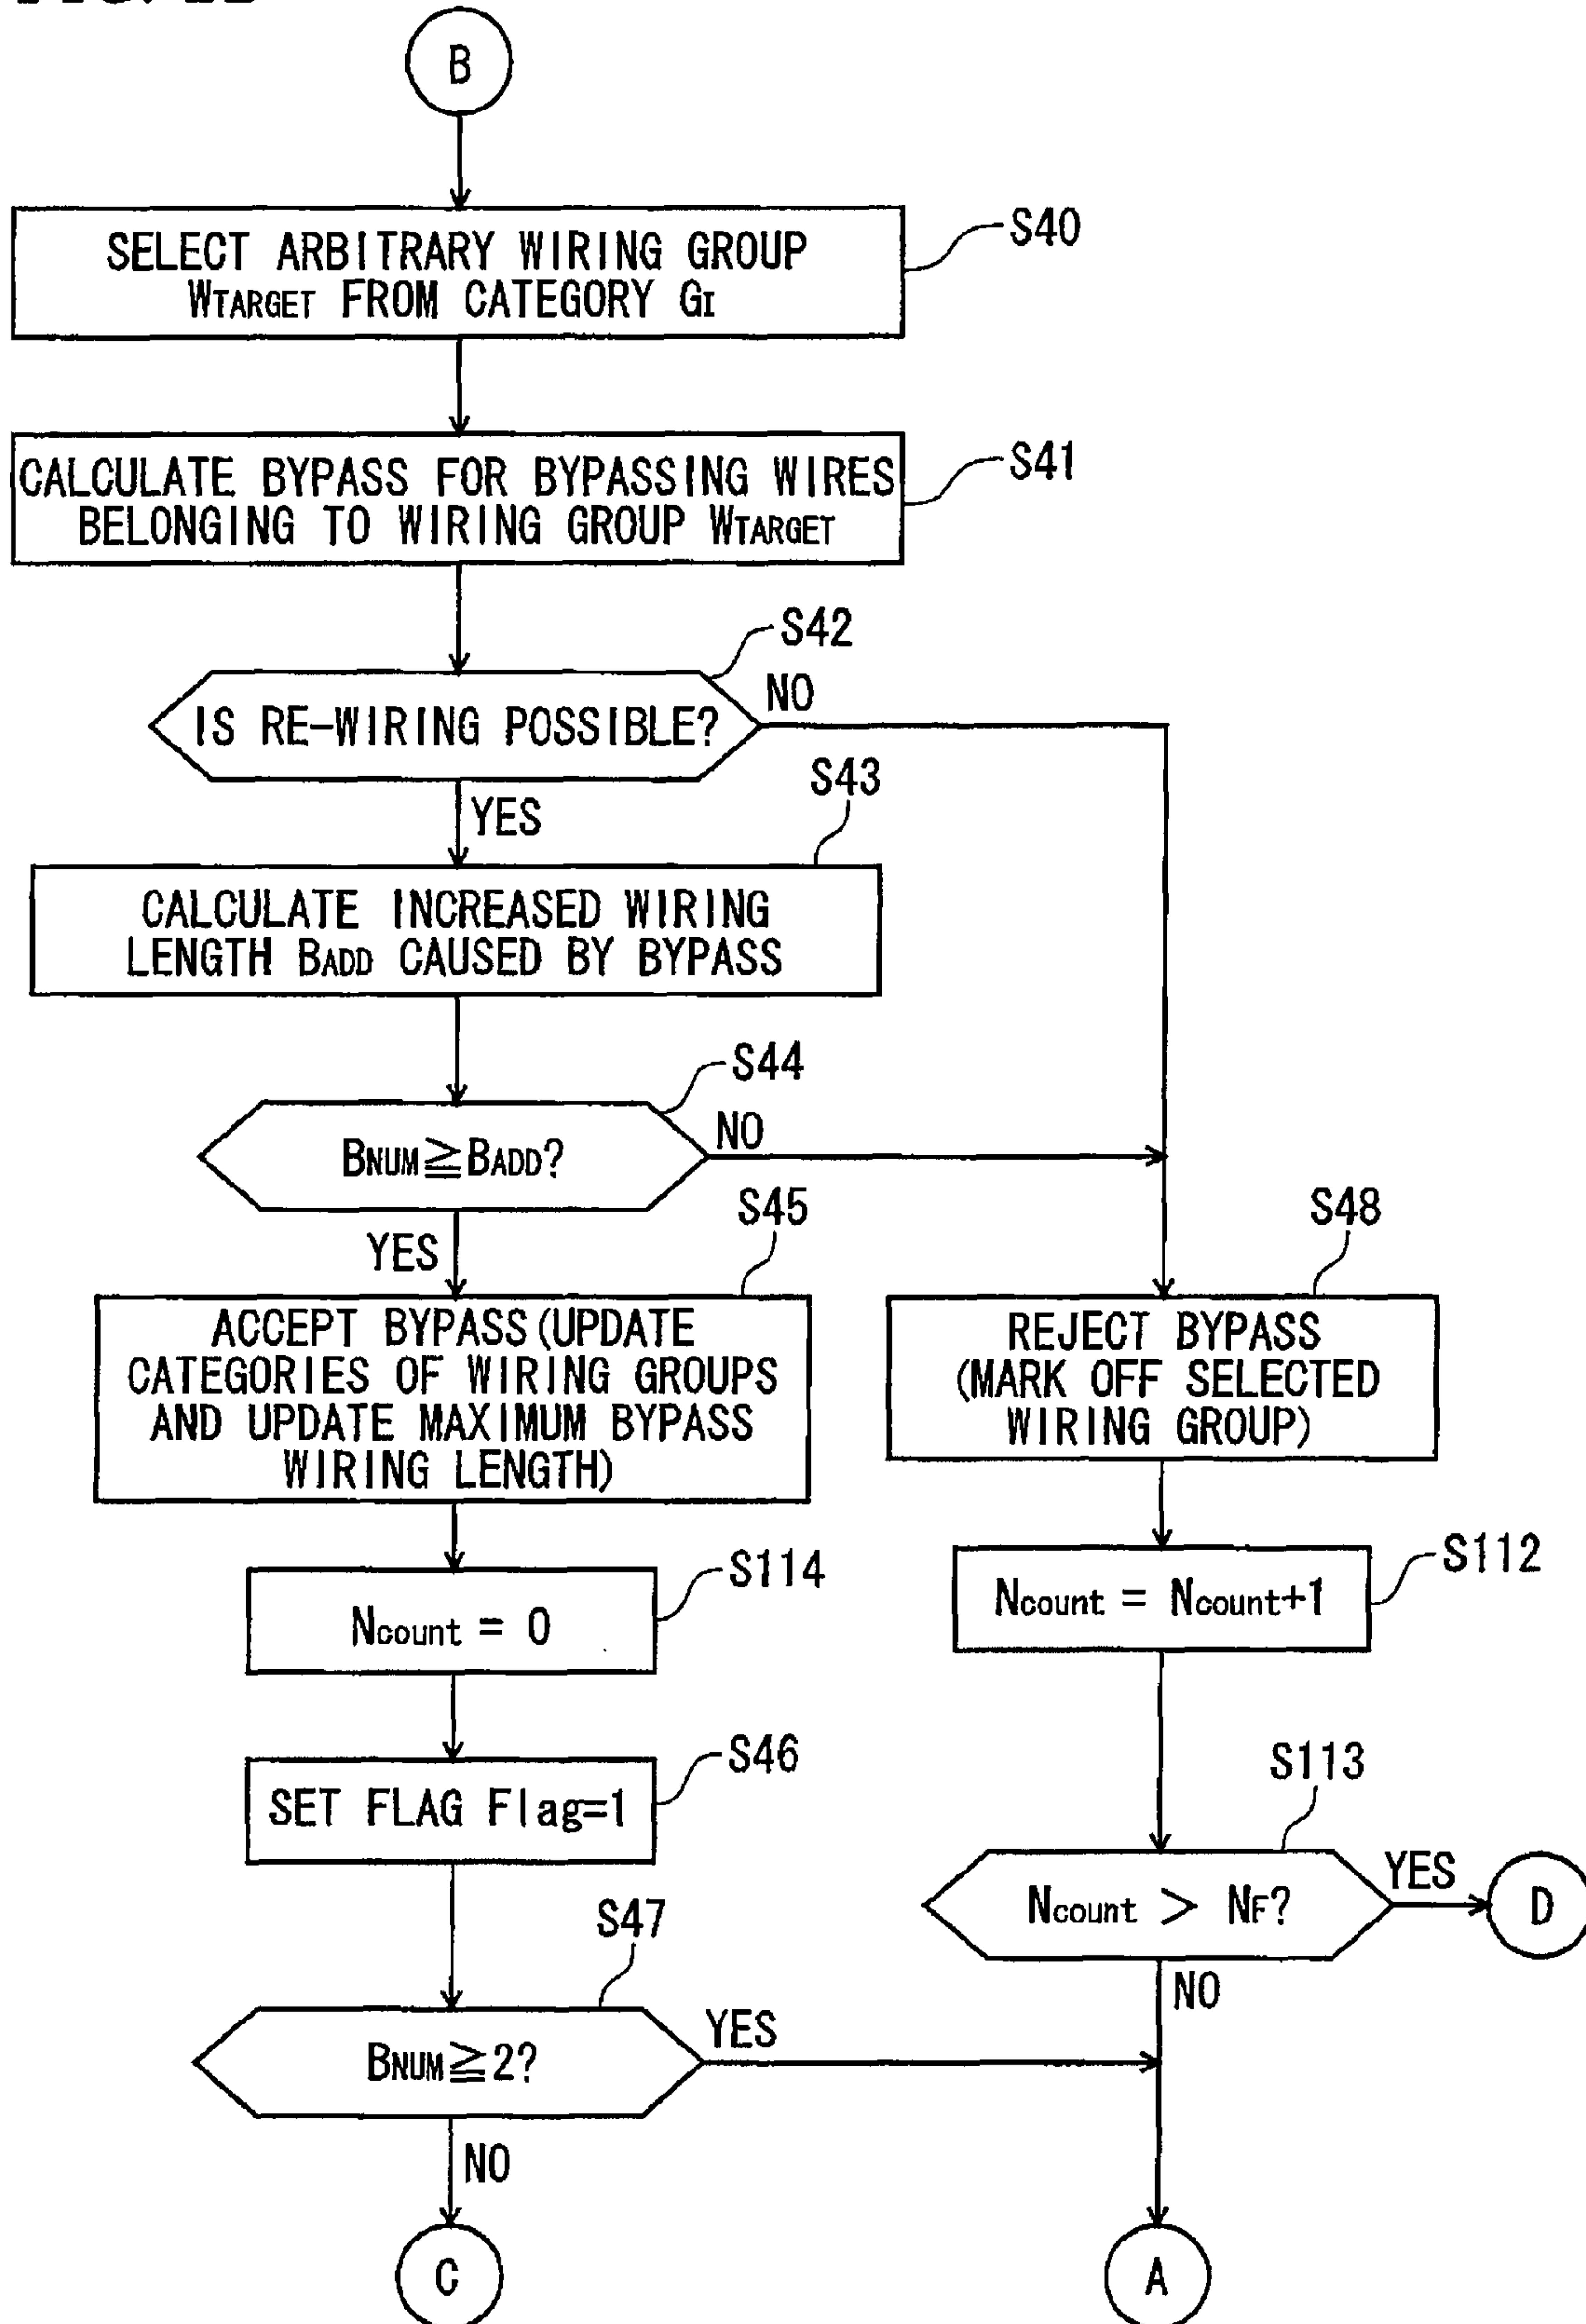 B
SELECT ARBITRARY WIRING GROUP
WTARGET FROM CATEGORY GI
S40
CALCULATE BYPASS FOR BYPASSING WIRES
BELONGING TO WIRING GROUP WTARGET
S41
S42
IS RE-WIRING POSSIBLE?
NO
YES
S43
CALCULATE INCREASED WIRING
LENGTH BADD CAUSED BY BYPASS
S44
BNUM≧BADD?
NO
YES
S45
ACCEPT BYPASS(UPDATE
CATEGORIES OF WIRING GROUPS
AND UPDATE MAXIMUM BYPASS
WIRING LENGTH)
S48
REJECT BYPASS
(MARK OFF SELECTED
WIRING GROUP)
S114
Ncount = 0
S112
Ncount = Ncount+1
S46
SET FLAG Flag=1
S113
Ncount > NF?
YES
D
NO
S47
BNUM≧2?
YES
NO
C
A